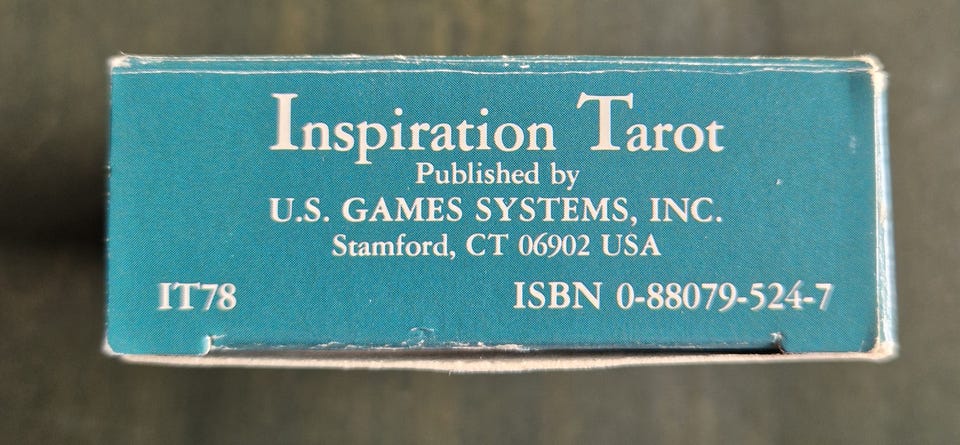 Inspiration Tarot
Published by
U.S. GAMES SYSTEMS, INC.
Stamford, CT 06902 USA
IT78 ISBN 0-88079-524-7